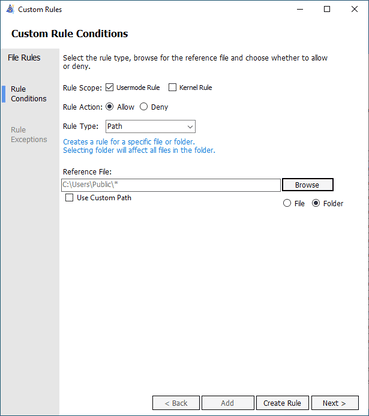 Custom Rules
Custom Rule Conditions
File Rules
Rule
Conditions
Rule
Exceptions
Select the rule type, browse for the reference file and choose whether to allow
or deny.
Rule Scope: Usermode Rule Kernel Rule
Rule Action: Allow Deny
Rule Type: Path
Creates a rule for a specific file or folder.
Selecting folder will affect all files in the folder.
Reference File:
C:\Users\Public\* Browse
Use Custom Path File Folder
< Back Add Create Rule Next >